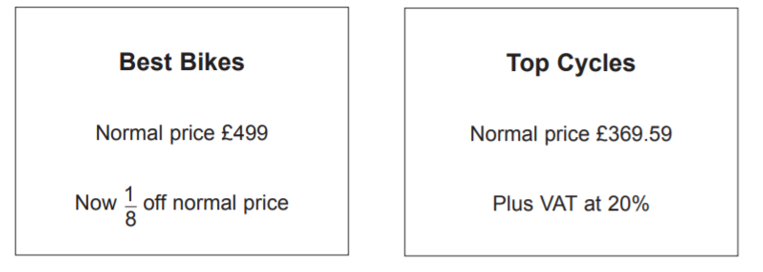 Best Bikes
Normal price £499
Now 1/8 off normal price
Top Cycles
Normal price £369.59
Plus VAT at 20%